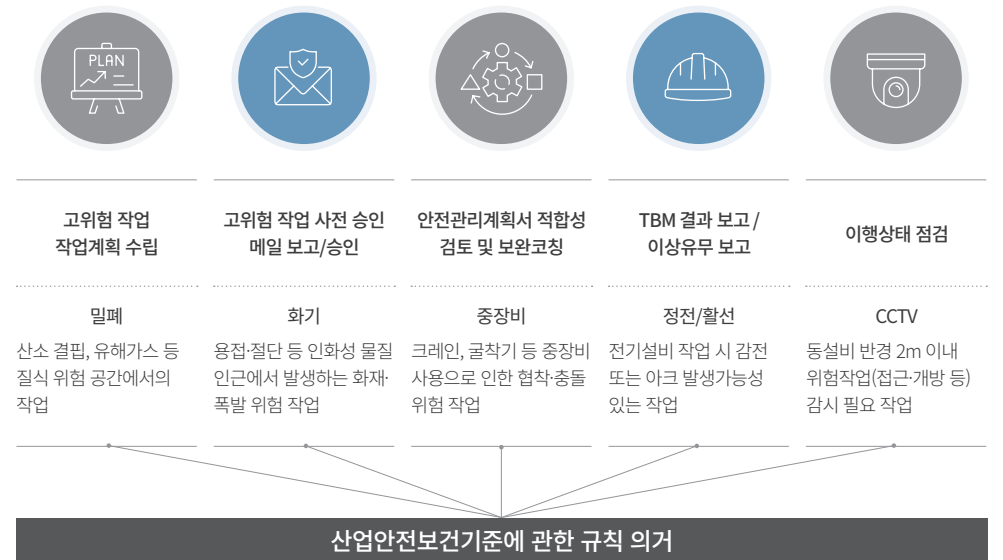 PLAN
고위험 작업
작업계획 수립
밀폐
산소 결핍, 유해가스 등
질식 위험 공간에서의
작업
고위험 작업 사전 승인
메일 보고/승인
화기
용접·절단 등 인화성 물질
인근에서 발생하는 화재·
폭발 위험 작업
안전관리계획서 적합성
검토 및 보완코칭
중장비
크레인, 굴착기 등 중장비
사용으로 인한 협착·충돌
위험 작업
TBM 결과 보고 /
이상유무 보고
정전/활선
전기설비 작업 시 감전
또는 아크 발생가능성
있는 작업
이행상태 점검
CCTV
동설비 반경 2m 이내
위험작업(접근·개방 등)
감시 필요 작업
산업안전보건기준에 관한 규칙 의거